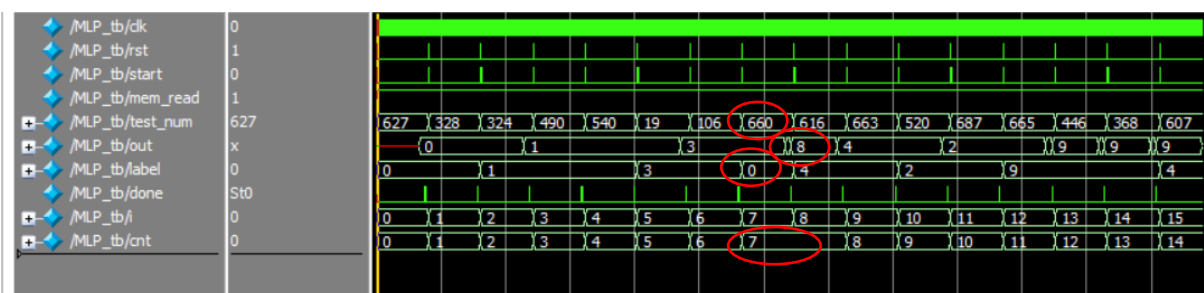 /MLP_tb/clk 0
/MLP_tb/rst 1
/MLP_tb/start 0
/MLP_tb/mem_read 1
/MLP_tb/test_num 627 627 328 324 490 540 19 106 660 616 663 520 687 665 446 368 607
/MLP_tb/out x 0 1 3 8 4 2 9 9 9
/MLP_tb/label 0 0 1 3 0 4 2 9 4
/MLP_tb/done St0
/MLP_tb/i 0 0 1 2 3 4 5 6 7 8 9 10 11 12 13 14 15
/MLP_tb/cnt 0 0 1 2 3 4 5 6 7 8 9 10 11 12 13 14